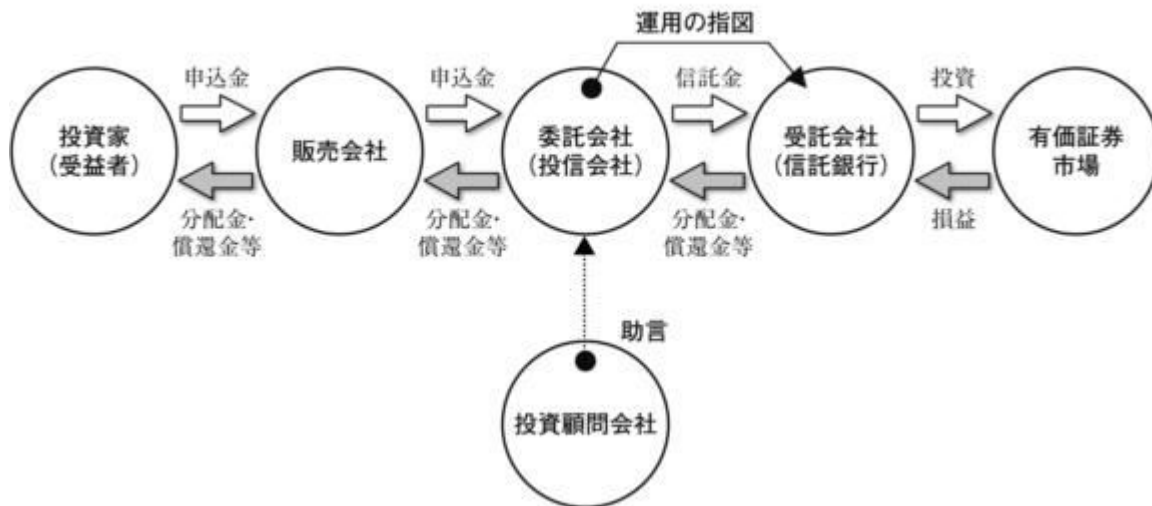 運用の指図
申込金
申込金
信託金
投資
投資家
(受益者)
販売会社
委託会社
(投信会社)
受託会社
(信託銀行)
有価証券
市場
分配金・
償還金等
分配金・
償還金等
分配金・
償還金等
損益
助言
投資顧問会社